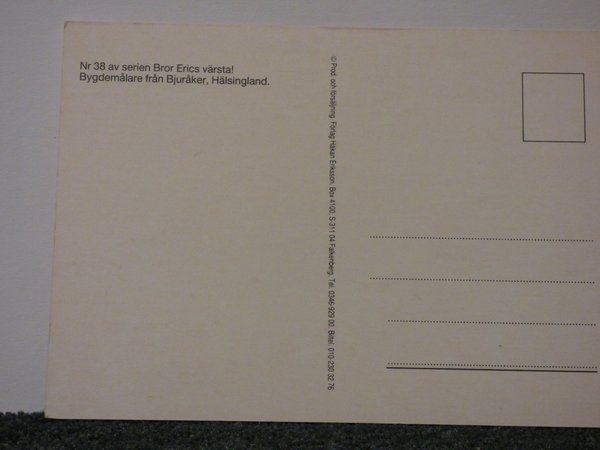 Nr 38 av serien Bror Erics värsta!
Bygdemålare från Bjuråker, Hälsingland.
© Prod. och försäljning. Förlag Håkan Eriksson. Box 4100, S-311 04 Falkenberg. Tel. 0346-929 00. Biltel. 010-230 32 76